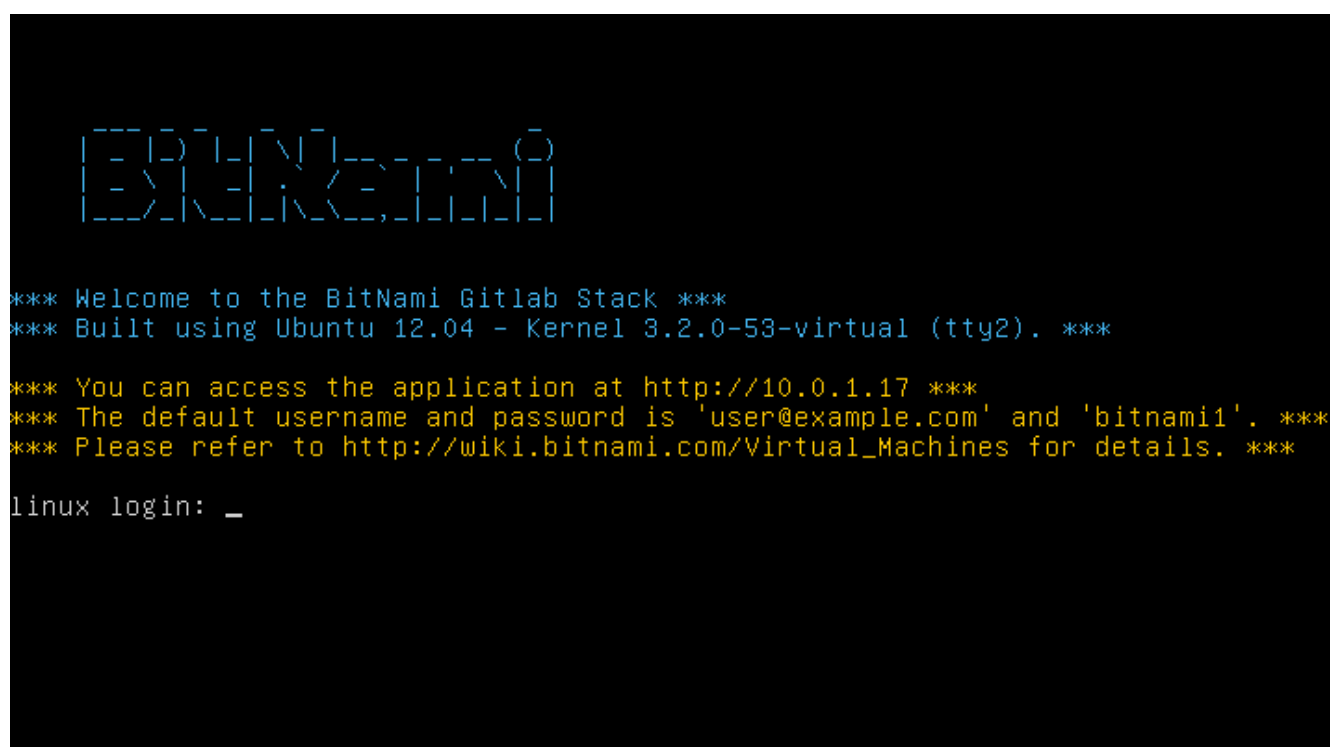 BitNami
*** Welcome to the BitNami Gitlab Stack ***
*** Built using Ubuntu 12.04 - Kernel 3.2.0-53-virtual (tty2). ***
*** You can access the application at http://10.0.1.17 ***
*** The default username and password is 'user@example.com' and 'bitnami1'. ***
*** Please refer to http://wiki.bitnami.com/Virtual_Machines for details. ***
linux login: _